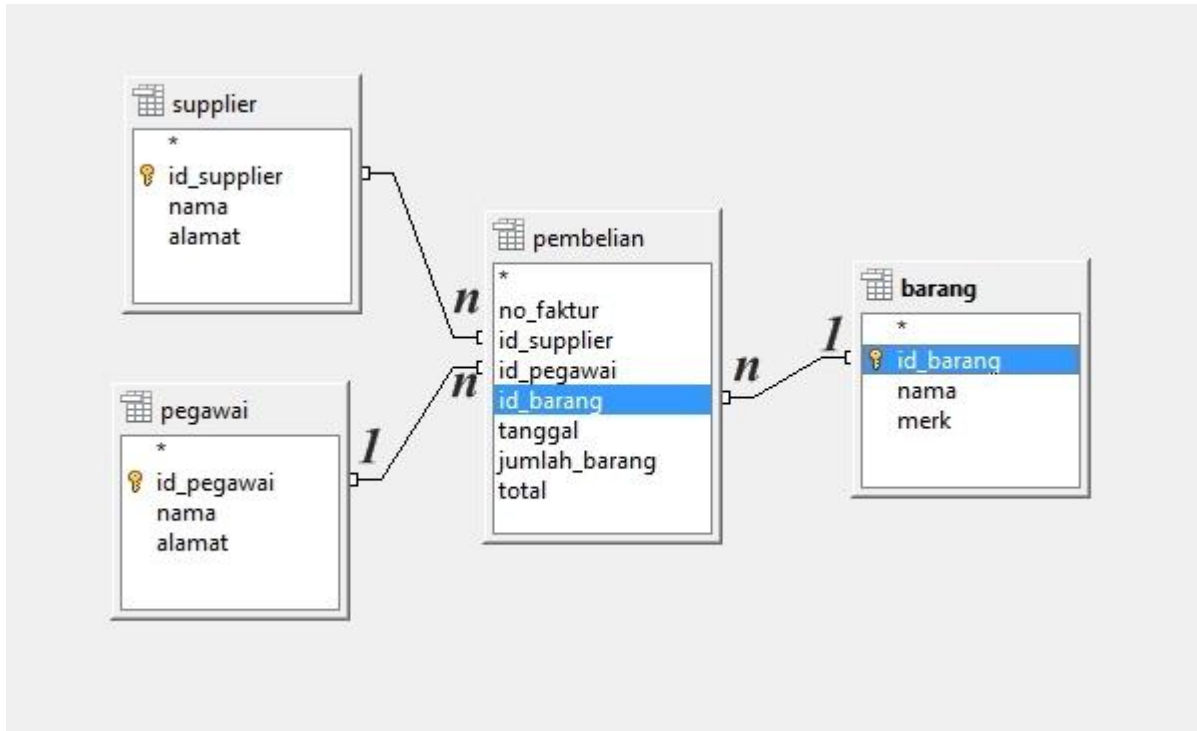 supplier
*
id_supplier
nama
alamat
n
pembelian
*
no_faktur
id_supplier
id_pegawai
id_barang
tanggal
jumlah_barang
total
n
1
pegawai
*
id_pegawai
nama
alamat
n
1
barang
*
id_barang
nama
merk